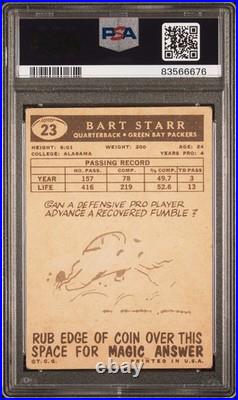 PSA
83566676
23
BART STARR
QUARTERBACK • GREEN BAY PACKERS
HEIGHT: 6:01 WEIGHT: 200 AGE: 24
COLLEGE: ALABAMA YEARS PRO: 4
PASSING RECORD
NO. PASS. COMP. % COMP. TD PASS
YEAR 157 78 49.7 3
LIFE 416 219 52.6 13
CAN A DEFENSIVE PRO PLAYER
ADVANCE A RECOVERED FUMBLE?
RUB EDGE OF COIN OVER THIS
SPACE FOR MAGIC ANSWER
©T.C.G. PRINTED IN U.S.A.